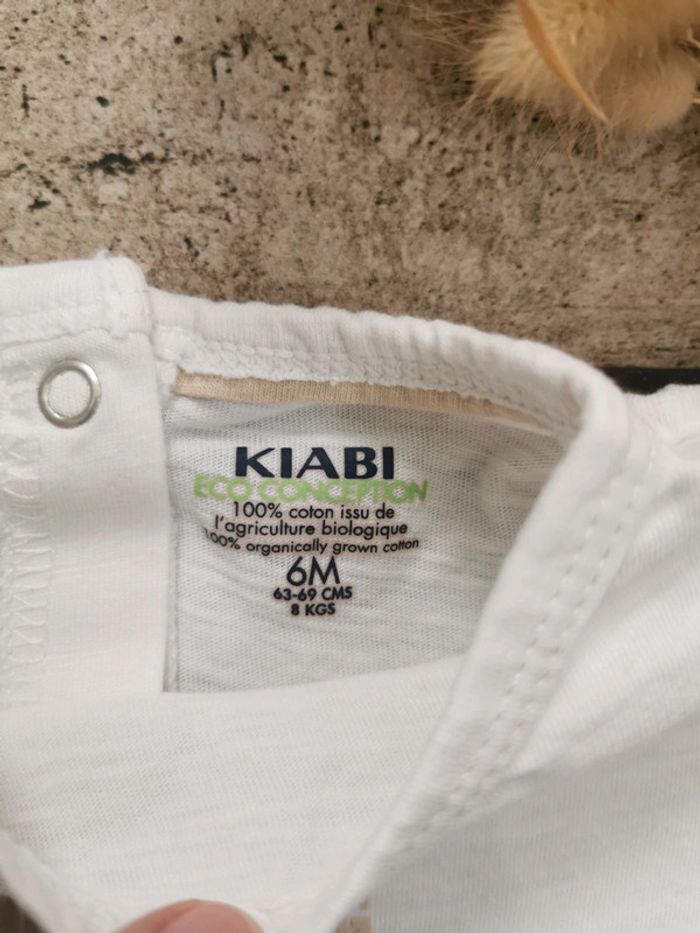 KIABI
ECO CONCEPTION
100% coton issu de
l'agriculture biologique
100% organically grown cotton
6M
63-69 CMS
8 KGS